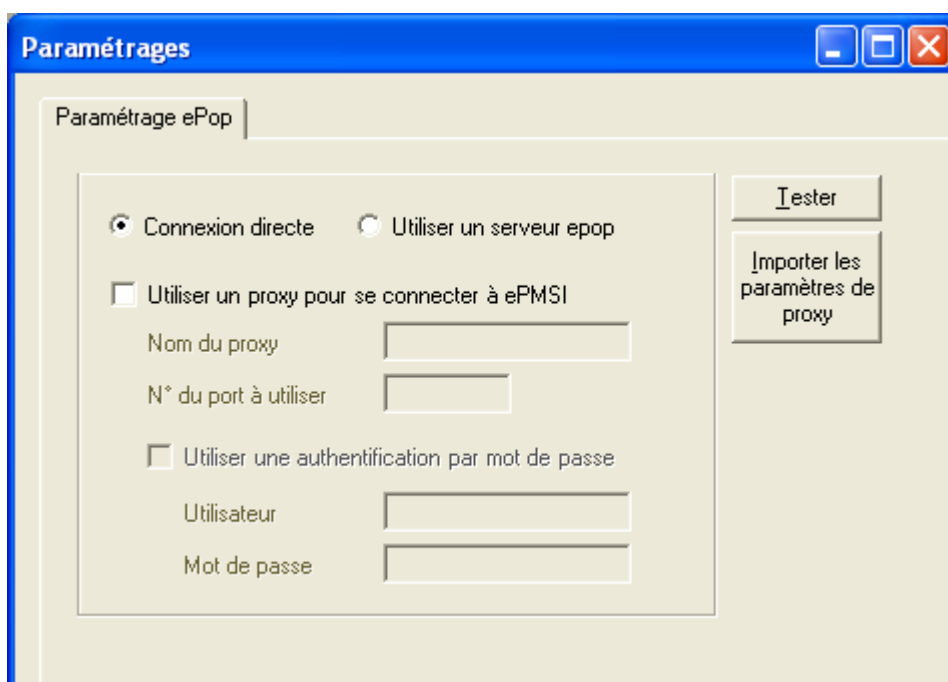 Paramétrages
Paramétrage ePop
Connexion directe
Utiliser un serveur epop
Tester
Utiliser un proxy pour se connecter à ePMSI
Importer les
paramètres de
proxy
Nom du proxy
N° du port à utiliser
Utiliser une authentification par mot de passe
Utilisateur
Mot de passe